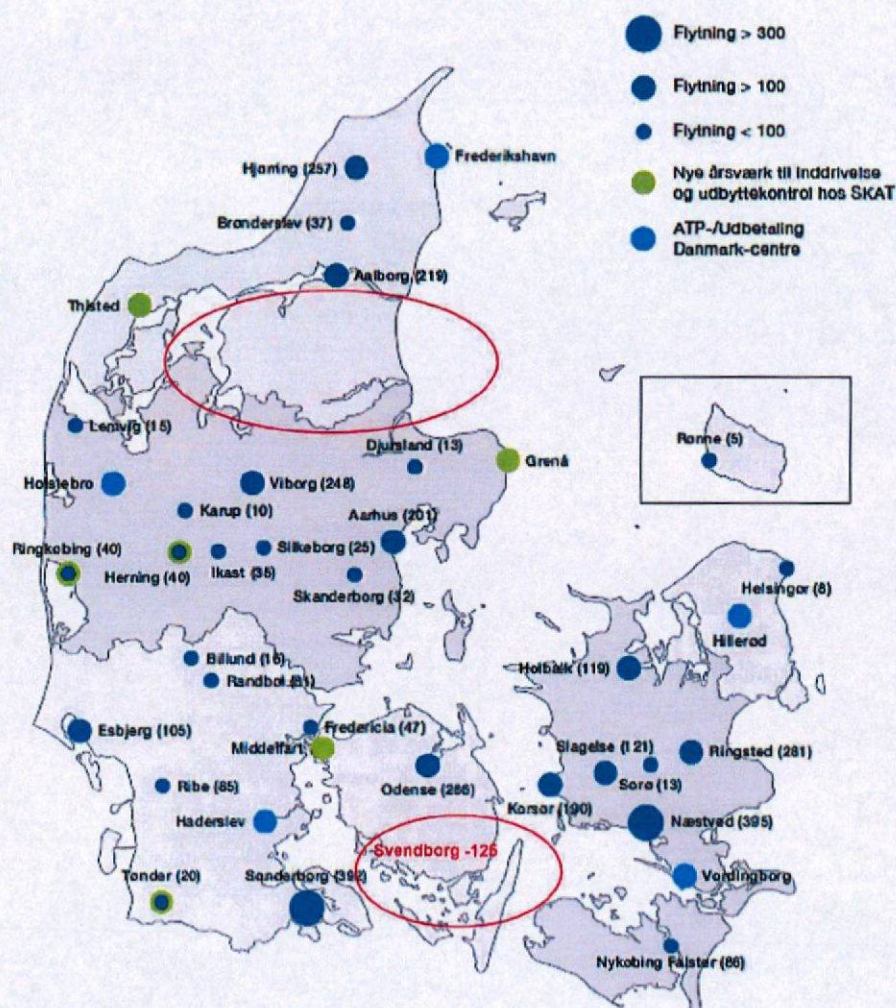 Flytning > 300
Flytning > 100
Flytning < 100
Nye årsværk til inddrivelse
og udbyttekontrol hos SKAT
ATP-/Udbetaling
Danmark-centre
Frederikshavn
Hjørring (257)
Brønderslev (37)
Aalborg (219)
Thisted
Lemvig (15)
Djursland (13)
Grenå
Rønne (5)
Holstebro
Viborg (248)
Karup (10)
Aarhus (201)
Ringkøbing (40)
Herning (40)
Ikast (35)
Silkeborg (25)
Skanderborg (32)
Helsingør (8)
Hillerød
Billund (16)
Randbøl (31)
Holbæk (119)
Esbjerg (105)
Fredericia (47)
Middelfart
Slagelse (121)
Ringsted (281)
Ribe (85)
Odense (266)
Korsør (190)
Sorø (13)
Haderslev
Næstved (395)
Svendborg -126
Vordingborg
Tønder (20)
Sønderborg (392)
Nykøbing Falster (86)